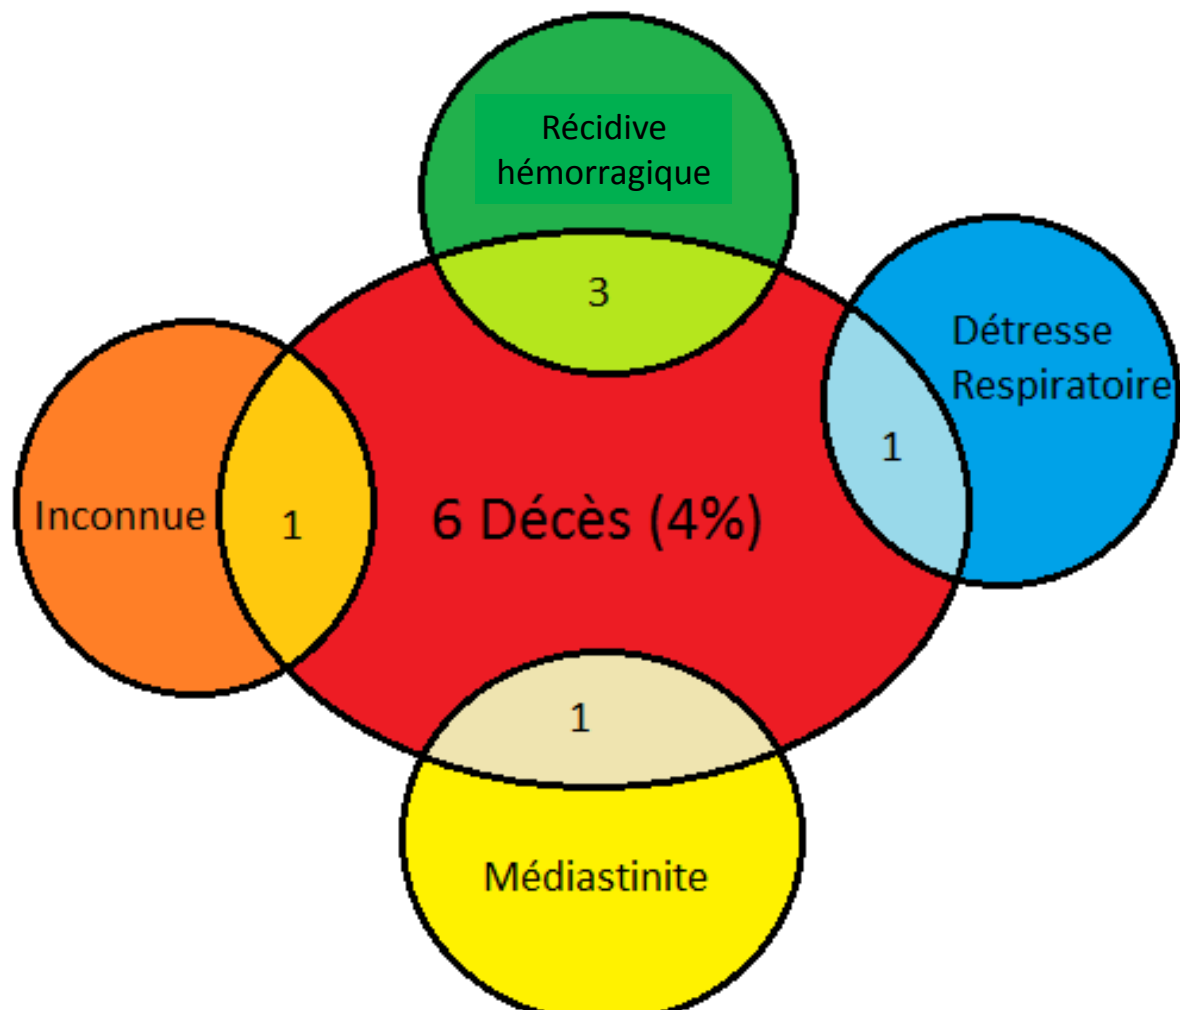 Récidive
hémorragique
3
Détresse
Respiratoire
1
Inconnue
1
6 Décès (4%)
1
Médiastinite